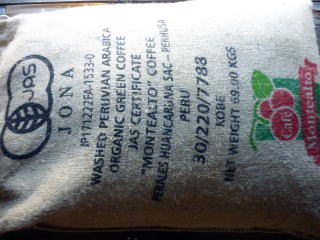 JAS
JONA
JP171222PA-1533-0
WASHED PERUVIAN ARABICA
ORGANIC GREEN COFFEE
JAS CERTIFICATE
"MONTEALTO" COFFEE
PERALES HUANCARUNA SAC- PERHUSA
PERU
30/220/7788
KOBE
NET WEIGHT 69.00 KGS
Café
Montealto